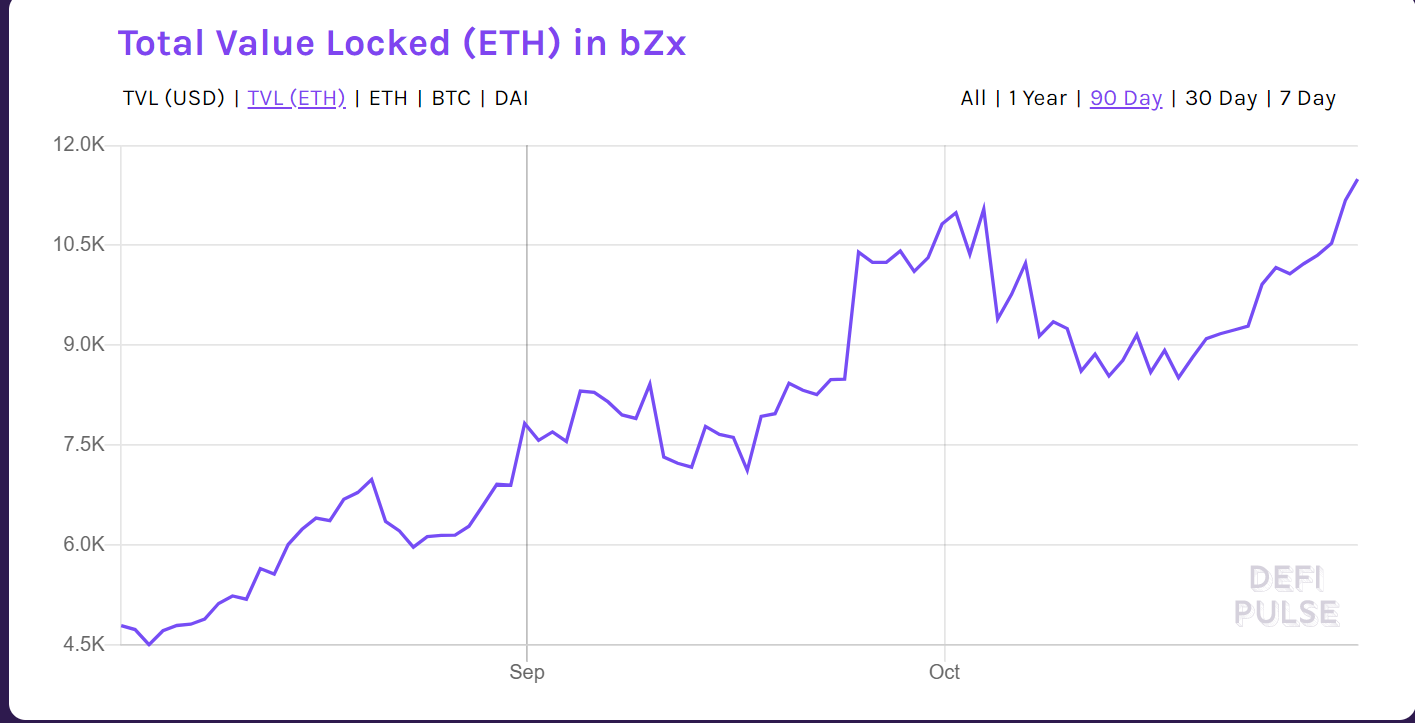 Total Value Locked (ETH) in bZx
TVL (USD) | TVL (ETH) | ETH | BTC | DAI
All | 1 Year | 90 Day | 30 Day | 7 Day
12.0K
10.5K
9.0K
7.5K
6.0K
4.5K
Sep
Oct
DEFI
PULSE